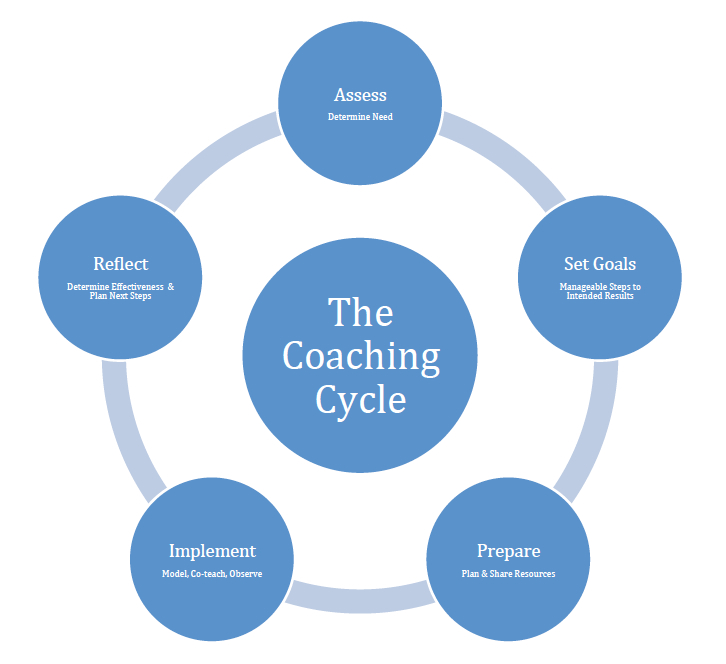 Assess
Determine Need
Set Goals
Manageable Steps to
Intended Results
Prepare
Plan & Share Resources
Implement
Model, Co-teach, Observe
Reflect
Determine Effectiveness &
Plan Next Steps
The
Coaching
Cycle